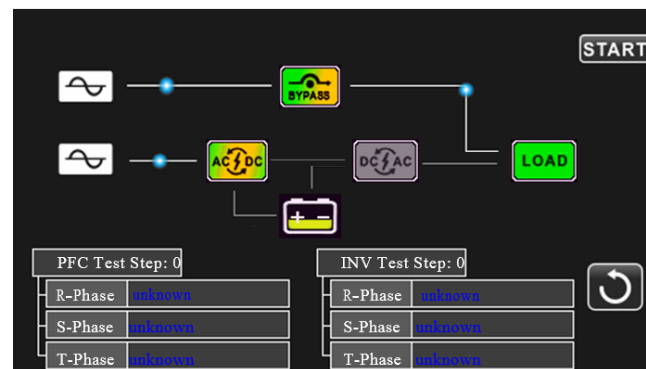 START
BYPASS
AC DC
DC AC
LOAD
+ −
PFC Test Step: 0
R-Phase unknown
S-Phase unknown
T-Phase unknown
INV Test Step: 0
R-Phase unknown
S-Phase unknown
T-Phase unknown